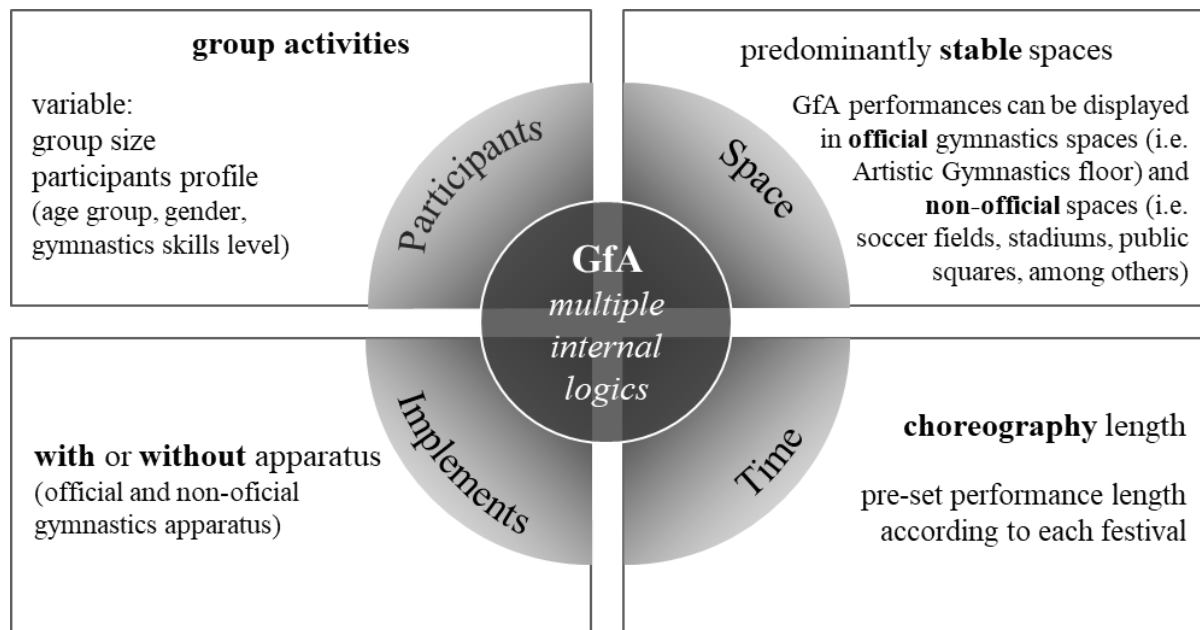 group activities
variable:
group size
participants profile
(age group, gender,
gymnastics skills level)
Participants
predominantly stable spaces
GfA performances can be displayed
in official gymnastics spaces (i.e.
Artistic Gymnastics floor) and
non-official spaces (i.e.
soccer fields, stadiums, public
squares, among others)
Space
GfA
multiple
internal
logics
with or without apparatus
(official and non-oficial
gymnastics apparatus)
Implements
choreography length
pre-set performance length
according to each festival
Time